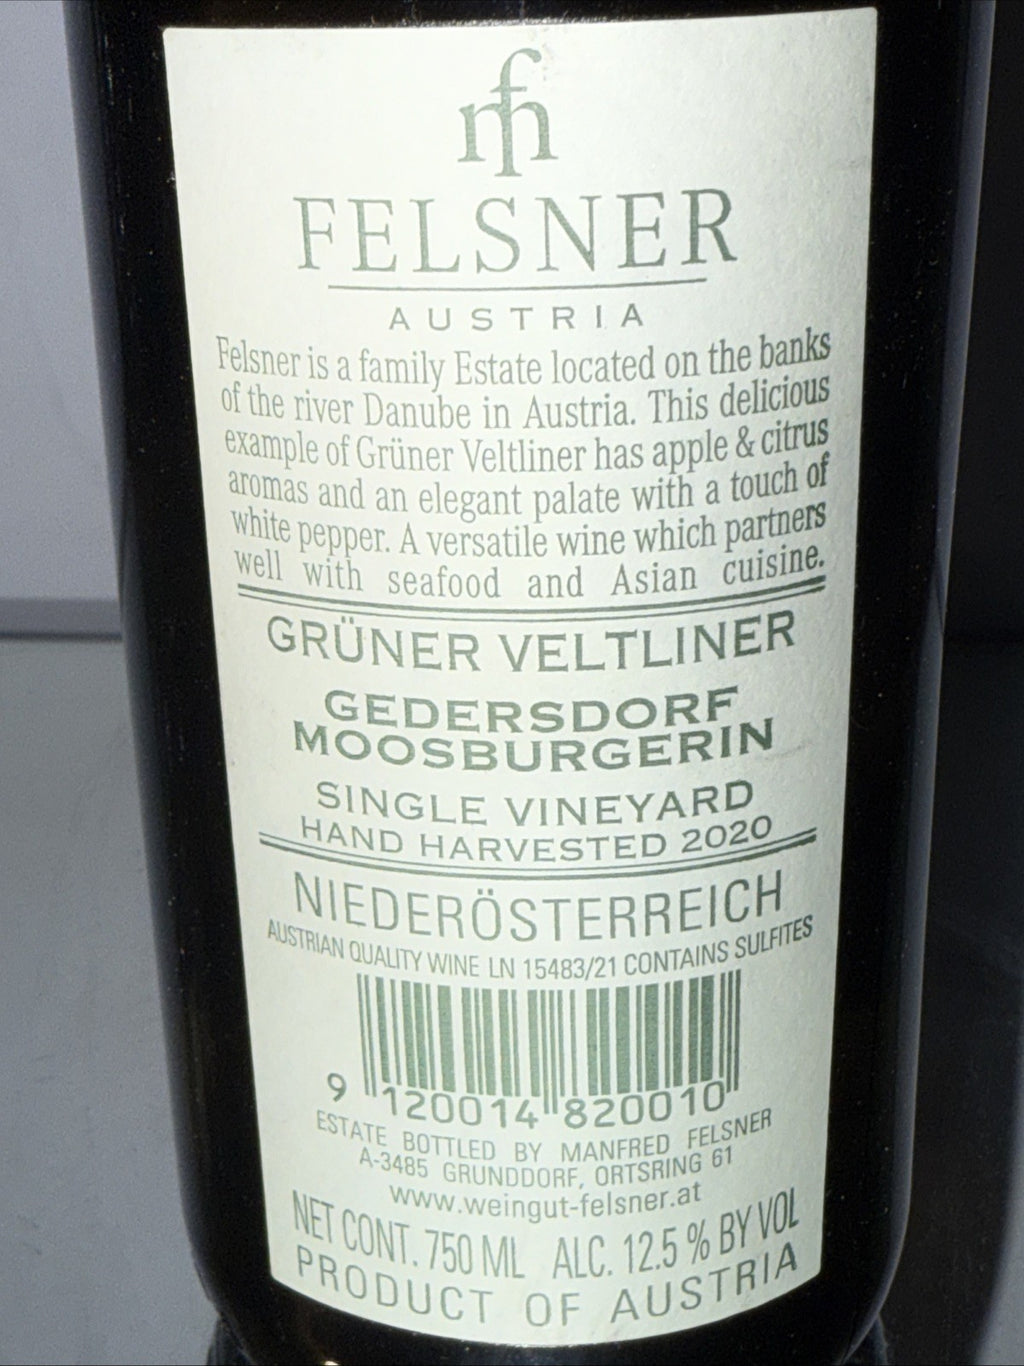 mfh
FELSNER
AUSTRIA
Felsner is a family Estate located on the banks
of the river Danube in Austria. This delicious
example of Grüner Veltliner has apple & citrus
aromas and an elegant palate with a touch of
white pepper. A versatile wine which partners
well with seafood and Asian cuisine.
GRÜNER VELTLINER
GEDERSDORF
MOOSBURGERIN
SINGLE VINEYARD
HAND HARVESTED 2020
NIEDERÖSTERREICH
AUSTRIAN QUALITY WINE LN 15483/21 CONTAINS SULFITES
9 120014 820010
ESTATE BOTTLED BY MANFRED FELSNER
A-3485 GRUNDDORF, ORTSRING 61
www.weingut-felsner.at
NET CONT. 750 ML ALC. 12.5 % BY VOL
PRODUCT OF AUSTRIA